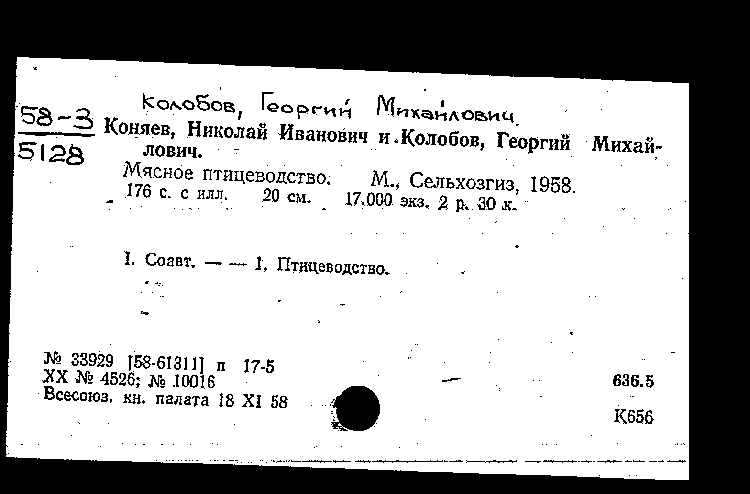 Колобов, Георгий Михайлович.
58-3
5128
Коняев, Николай Иванович и Колобов, Георгий Михай-
лович.
Мясное птицеводство. М., Сельхозгиз, 1958.
176 с. с илл. 20 см. 17.000 экз. 2 р. 30 к.
I. Соавт. — — 1. Птицеводство.
№ 33929 [58-61311] п 17-5
XX № 4526; № 10016
Всесоюз. кн. палата 18 XI 58
636.5
К656